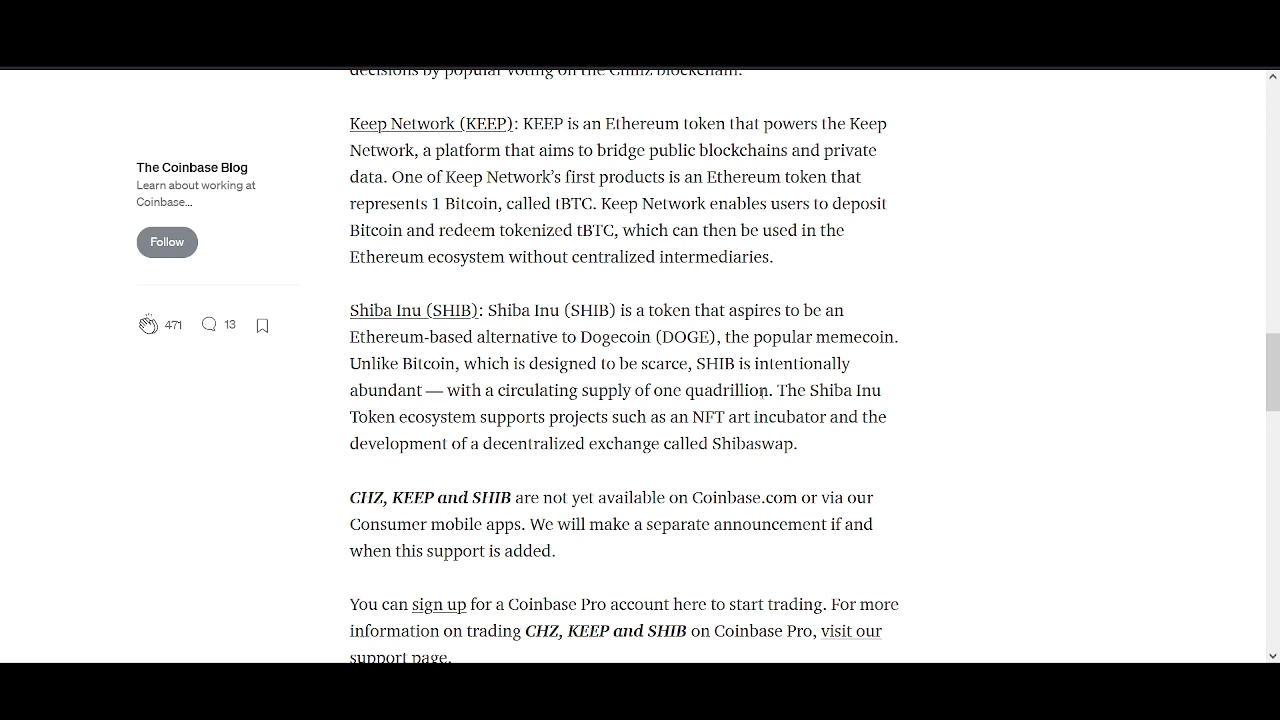 decisions by popular voting on the Chiliz blockchain.
Keep Network (KEEP): KEEP is an Ethereum token that powers the Keep
Network, a platform that aims to bridge public blockchains and private
data. One of Keep Network’s first products is an Ethereum token that
represents 1 Bitcoin, called tBTC. Keep Network enables users to deposit
Bitcoin and redeem tokenized tBTC, which can then be used in the
Ethereum ecosystem without centralized intermediaries.
The Coinbase Blog
Learn about working at
Coinbase...
Follow
471
13
Shiba Inu (SHIB): Shiba Inu (SHIB) is a token that aspires to be an
Ethereum-based alternative to Dogecoin (DOGE), the popular memecoin.
Unlike Bitcoin, which is designed to be scarce, SHIB is intentionally
abundant — with a circulating supply of one quadrillion. The Shiba Inu
Token ecosystem supports projects such as an NFT art incubator and the
development of a decentralized exchange called Shibaswap.
CHZ, KEEP and SHIB are not yet available on Coinbase.com or via our
Consumer mobile apps. We will make a separate announcement if and
when this support is added.
You can sign up for a Coinbase Pro account here to start trading. For more
information on trading CHZ, KEEP and SHIB on Coinbase Pro, visit our
support page.